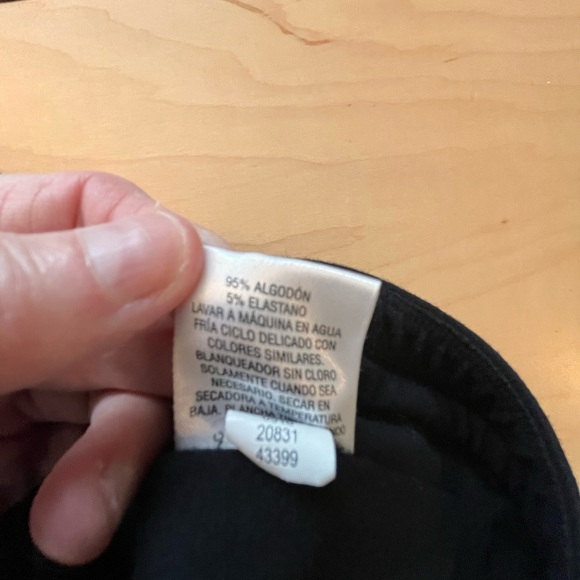 95% ALGODÓN
5% ELASTANO
LAVAR A MÁQUINA EN AGUA
FRÍA CICLO DELICADO CON
COLORES SIMILARES.
BLANQUEADOR SIN CLORO
SOLAMENTE CUANDO SEA
NECESARIO. SECAR EN
SECADORA A TEMPERATURA
BAJA. PLANCHA
20831
43399